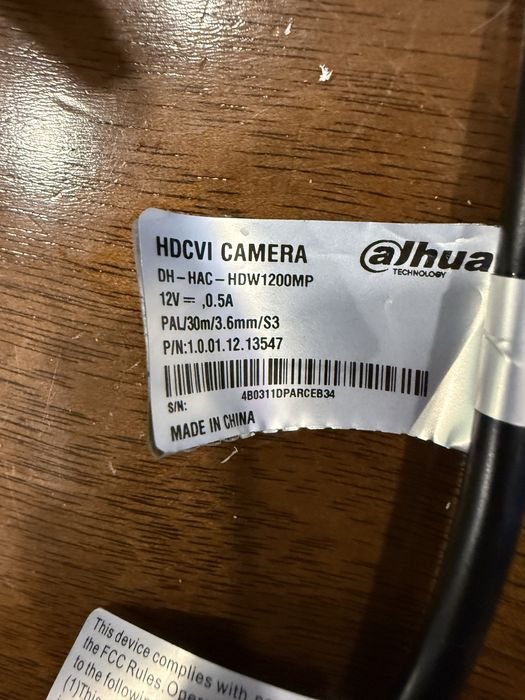 HDCVI CAMERA
alhua
TECHNOLOGY
DH-HAC-HDW1200MP
12V ⎓ ,0.5A
PAL/30m/3.6mm/S3
P/N:1.0.01.12.13547
4B0311DPARCEB34
S/N:
MADE IN CHINA
This device complies with
the FCC Rules.
to the following